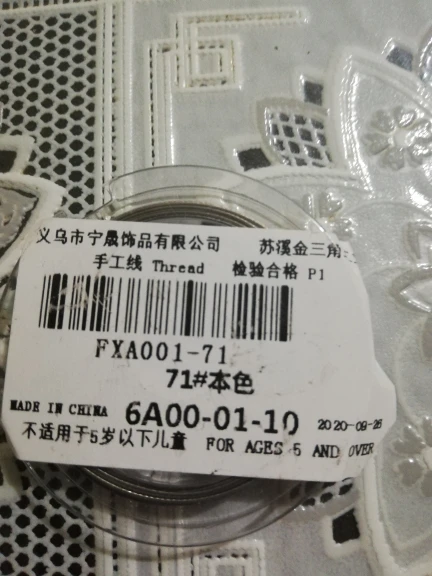 义乌市宁晟饰品有限公司 苏溪金三角
手工线 Thread 检验合格 P1
FXA001-71
71#本色
MADE IN CHINA 6A00-01-10 2020-09-26
不适用于5岁以下儿童 FOR AGES 5 AND OVER